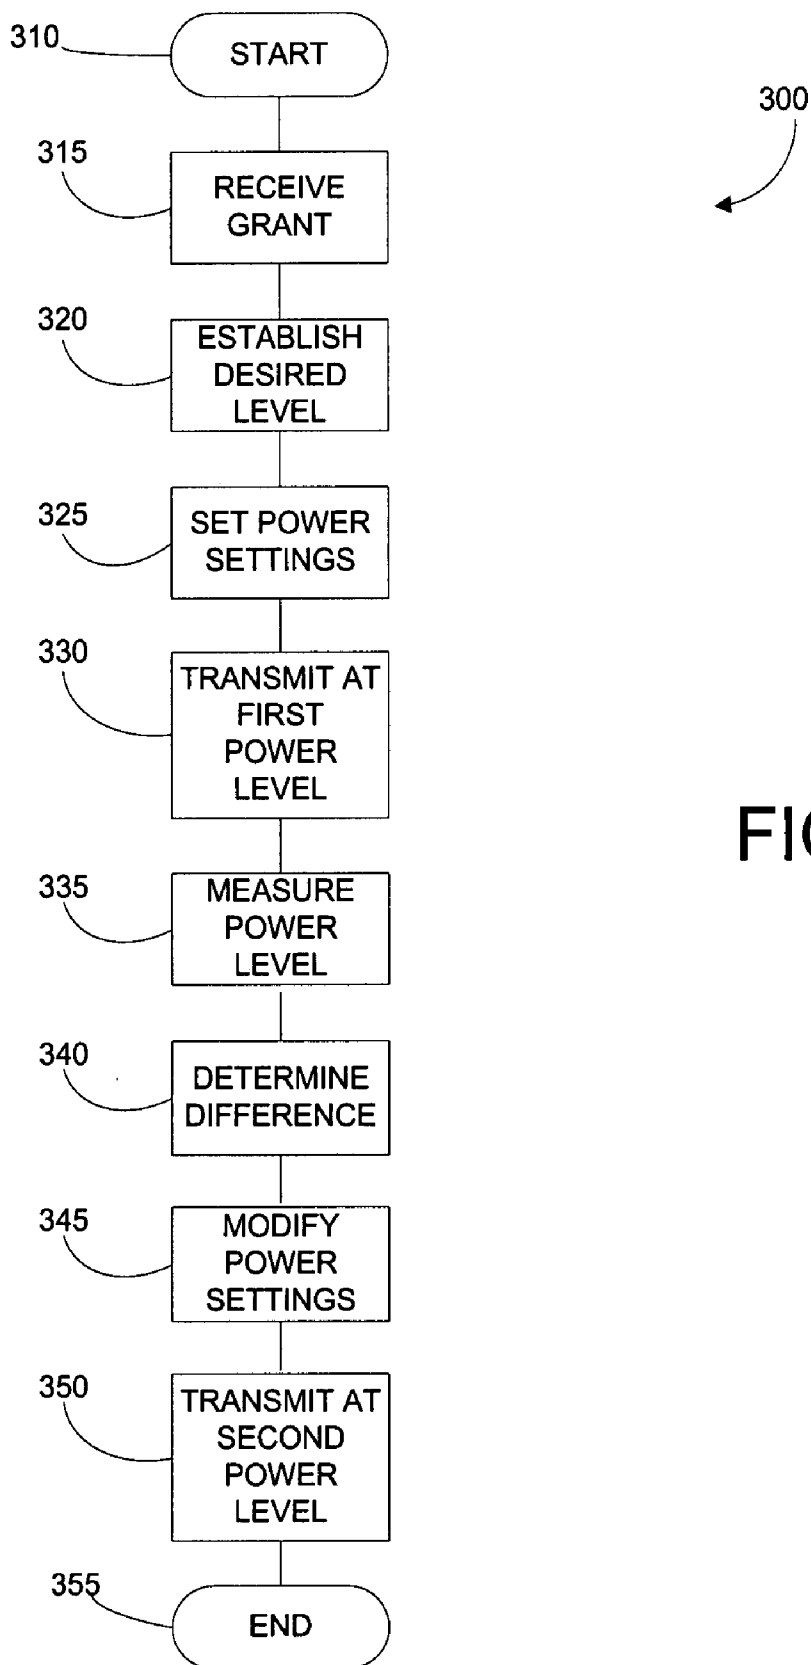 310
START
300
315
RECEIVE
GRANT
320
ESTABLISH
DESIRED
LEVEL
325
SET POWER
SETTINGS
330
TRANSMIT AT
FIRST
POWER
LEVEL
335
MEASURE
POWER
LEVEL
340
DETERMINE
DIFFERENCE
345
MODIFY
POWER
SETTINGS
350
TRANSMIT AT
SECOND
POWER
LEVEL
355
END